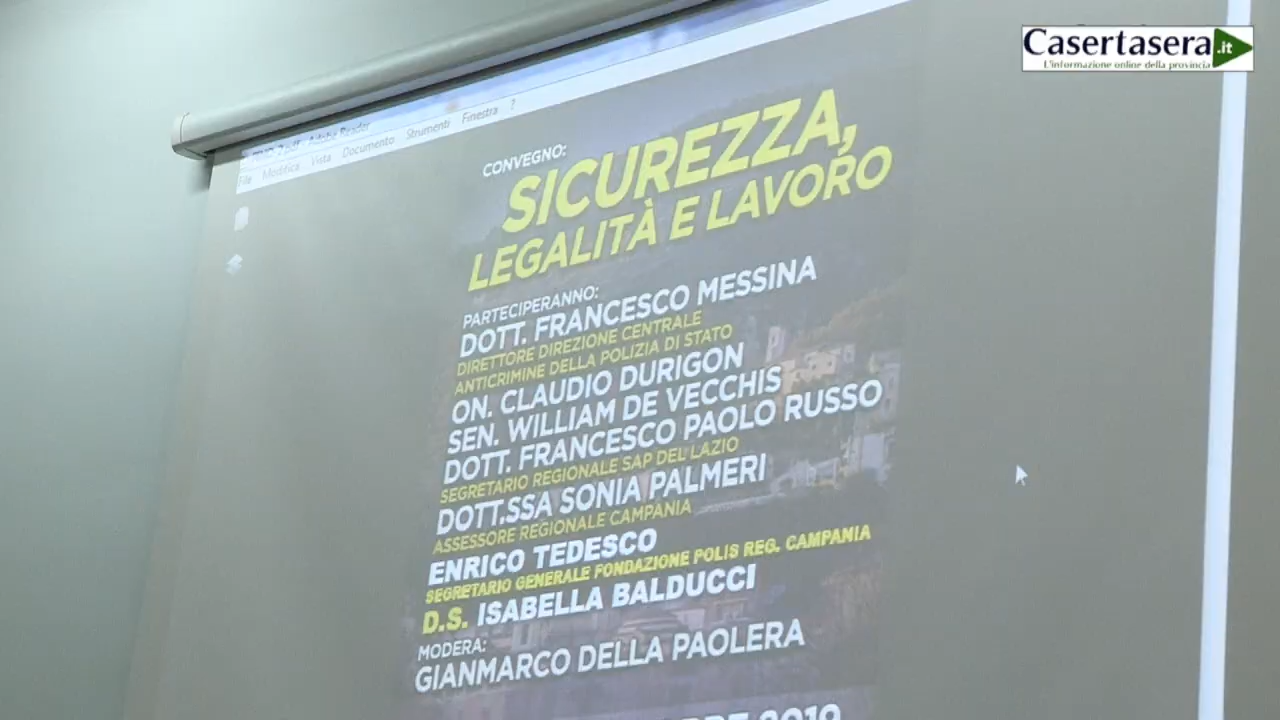 Casertasera.it
L'informazione online della provincia
Adobe Reader
File Modifica Vista Documento Strumenti Finestra ?
CONVEGNO:
SICUREZZA,
LEGALITÀ E LAVORO
PARTECIPERANNO:
DOTT. FRANCESCO MESSINA
DIRETTORE DIREZIONE CENTRALE
ANTICRIMINE DELLA POLIZIA DI STATO
ON. CLAUDIO DURIGON
SEN. WILLIAM DE VECCHIS
DOTT. FRANCESCO PAOLO RUSSO
SEGRETARIO REGIONALE SAP DEL LAZIO
DOTT.SSA SONIA PALMERI
ASSESSORE REGIONALE CAMPANIA
ENRICO TEDESCO
SEGRETARIO GENERALE FONDAZIONE POLIS REG. CAMPANIA
D.S. ISABELLA BALDUCCI
MODERA:
GIANMARCO DELLA PAOLERA
2019